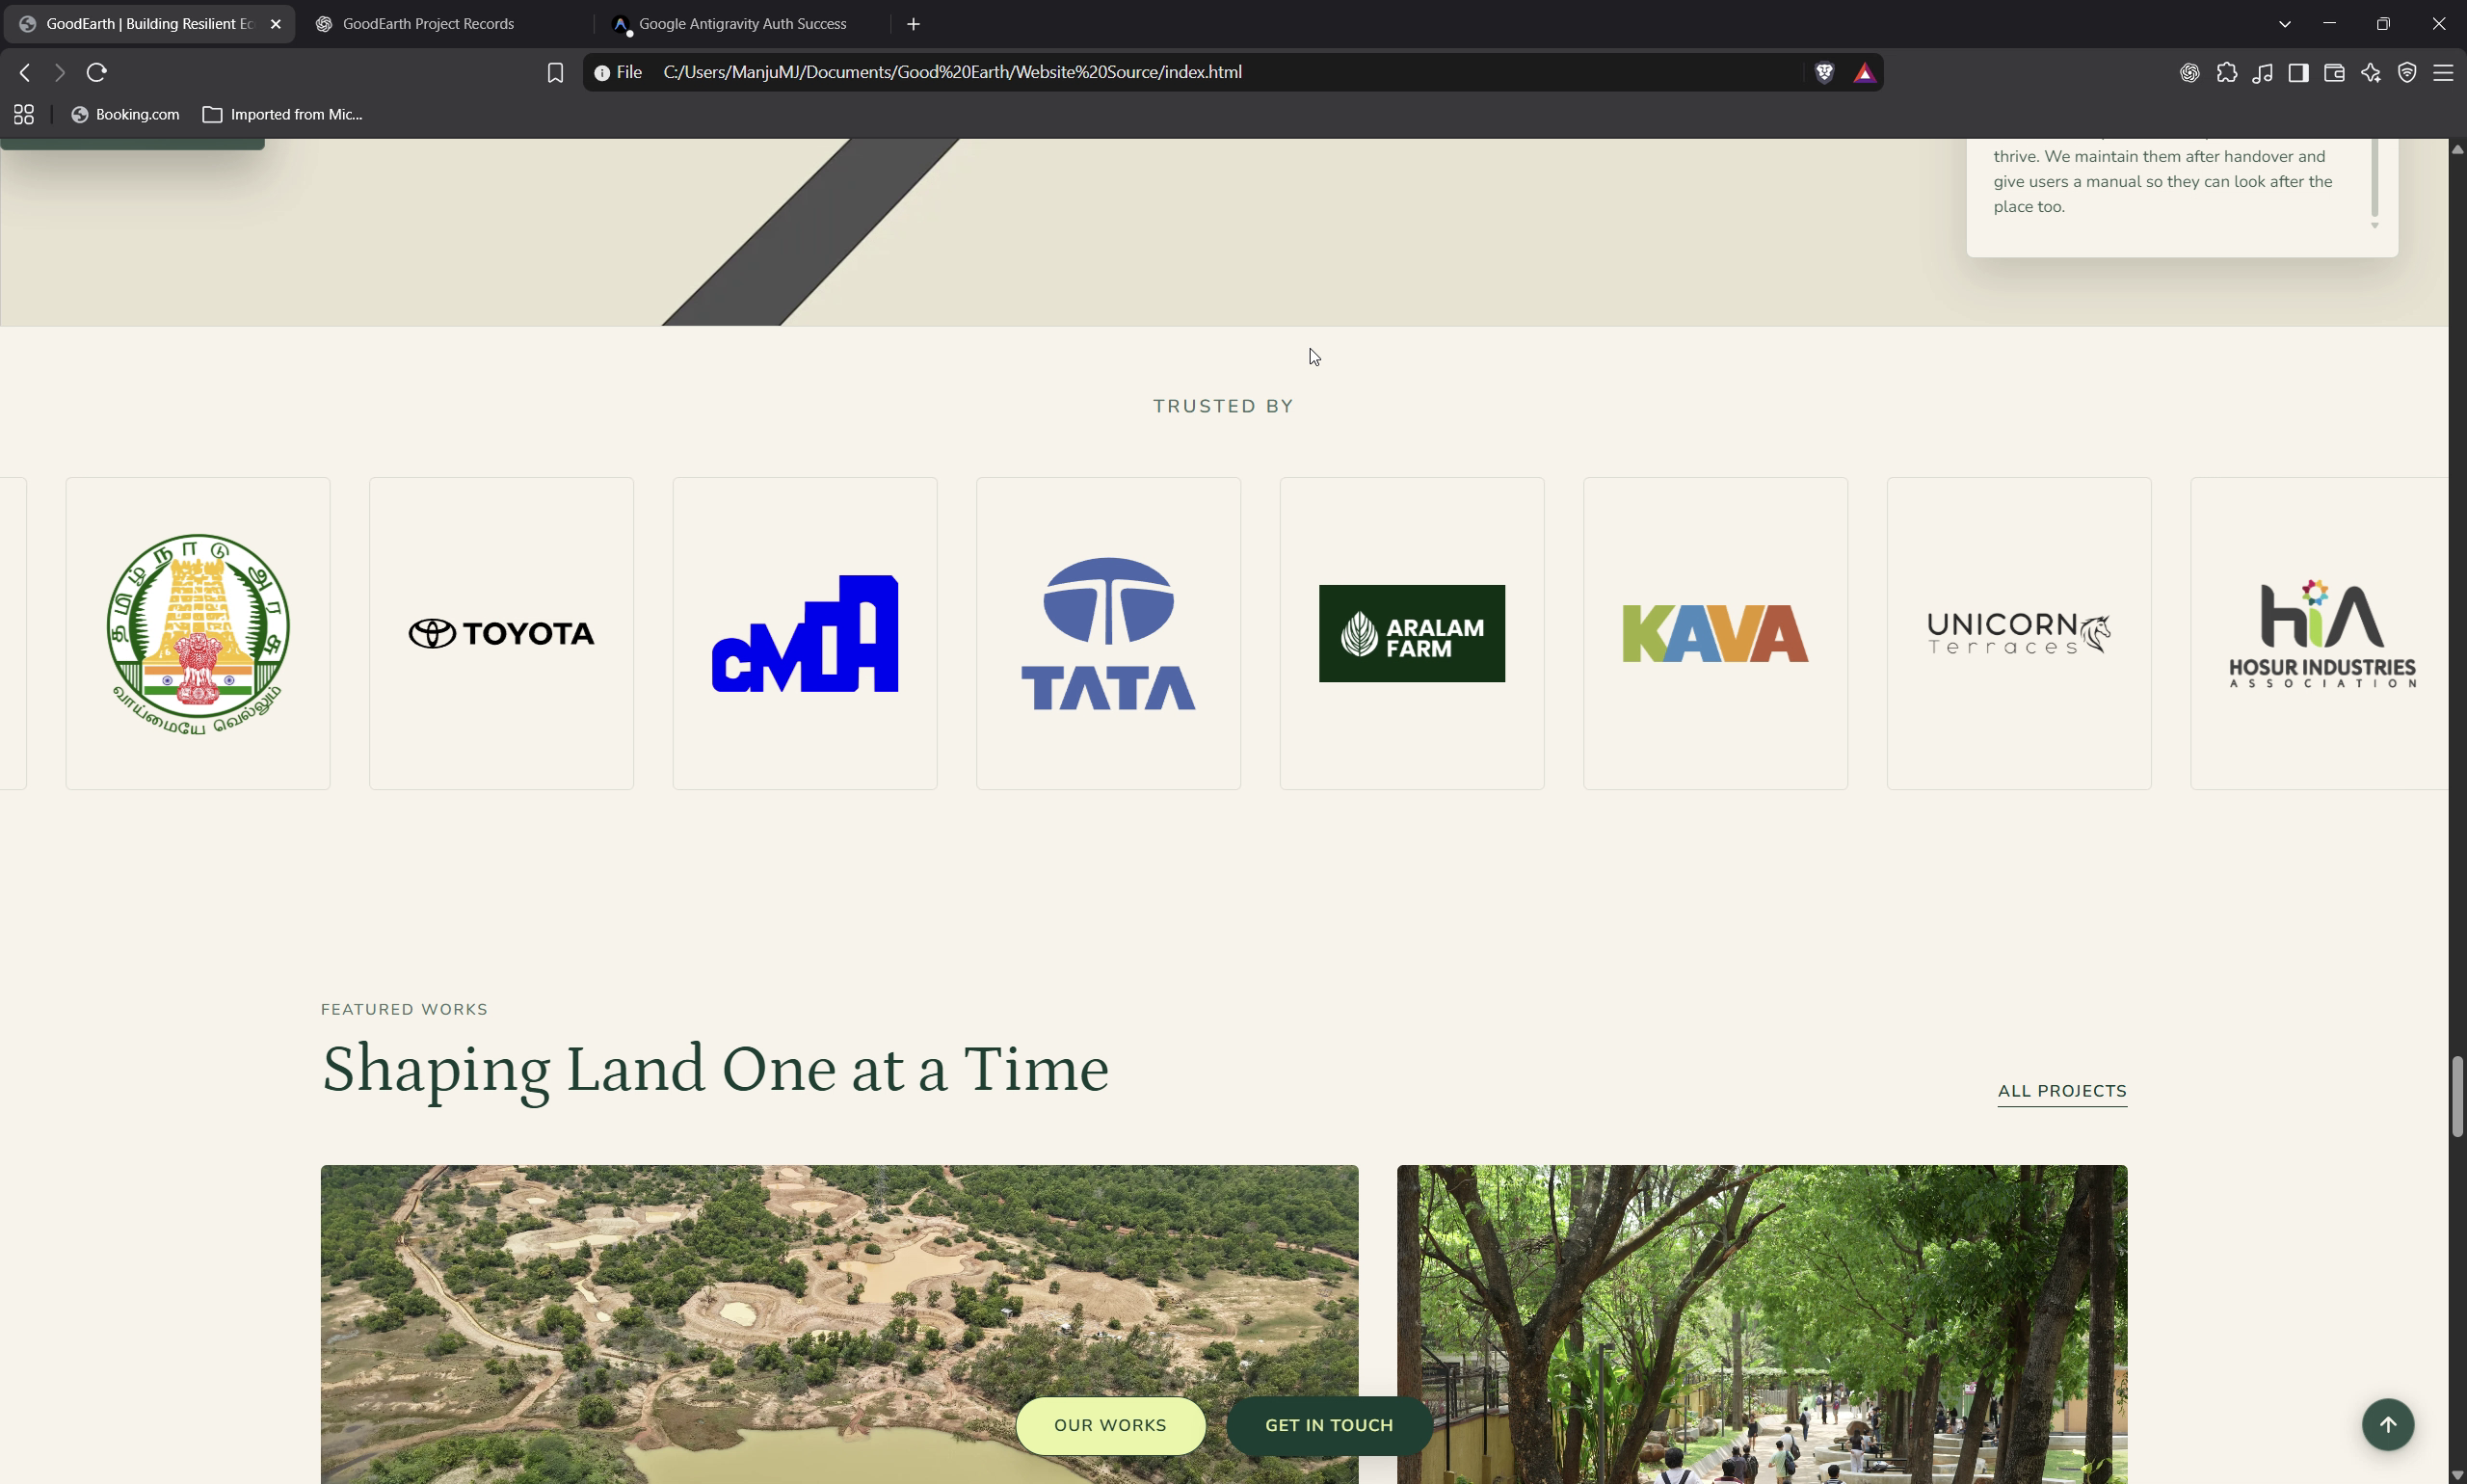 GoodEarth | Building Resilient Ec
GoodEarth Project Records
Google Antigravity Auth Success
File C:/Users/ManjuMJ/Documents/Good%20Earth/Website%20Source/index.html
Booking.com
Imported from Mic...
thrive. We maintain them after handover and
give users a manual so they can look after the
place too.
TRUSTED BY
தமிழ்நாடு அரசு
வாய்மையே வெல்லும்
TOYOTA
CMDA
TATA
ARALAM
FARM
KAVA
UNICORN
Terraces
HiA
HOSUR INDUSTRIES
ASSOCIATION
FEATURED WORKS
Shaping Land One at a Time
ALL PROJECTS
OUR WORKS
GET IN TOUCH